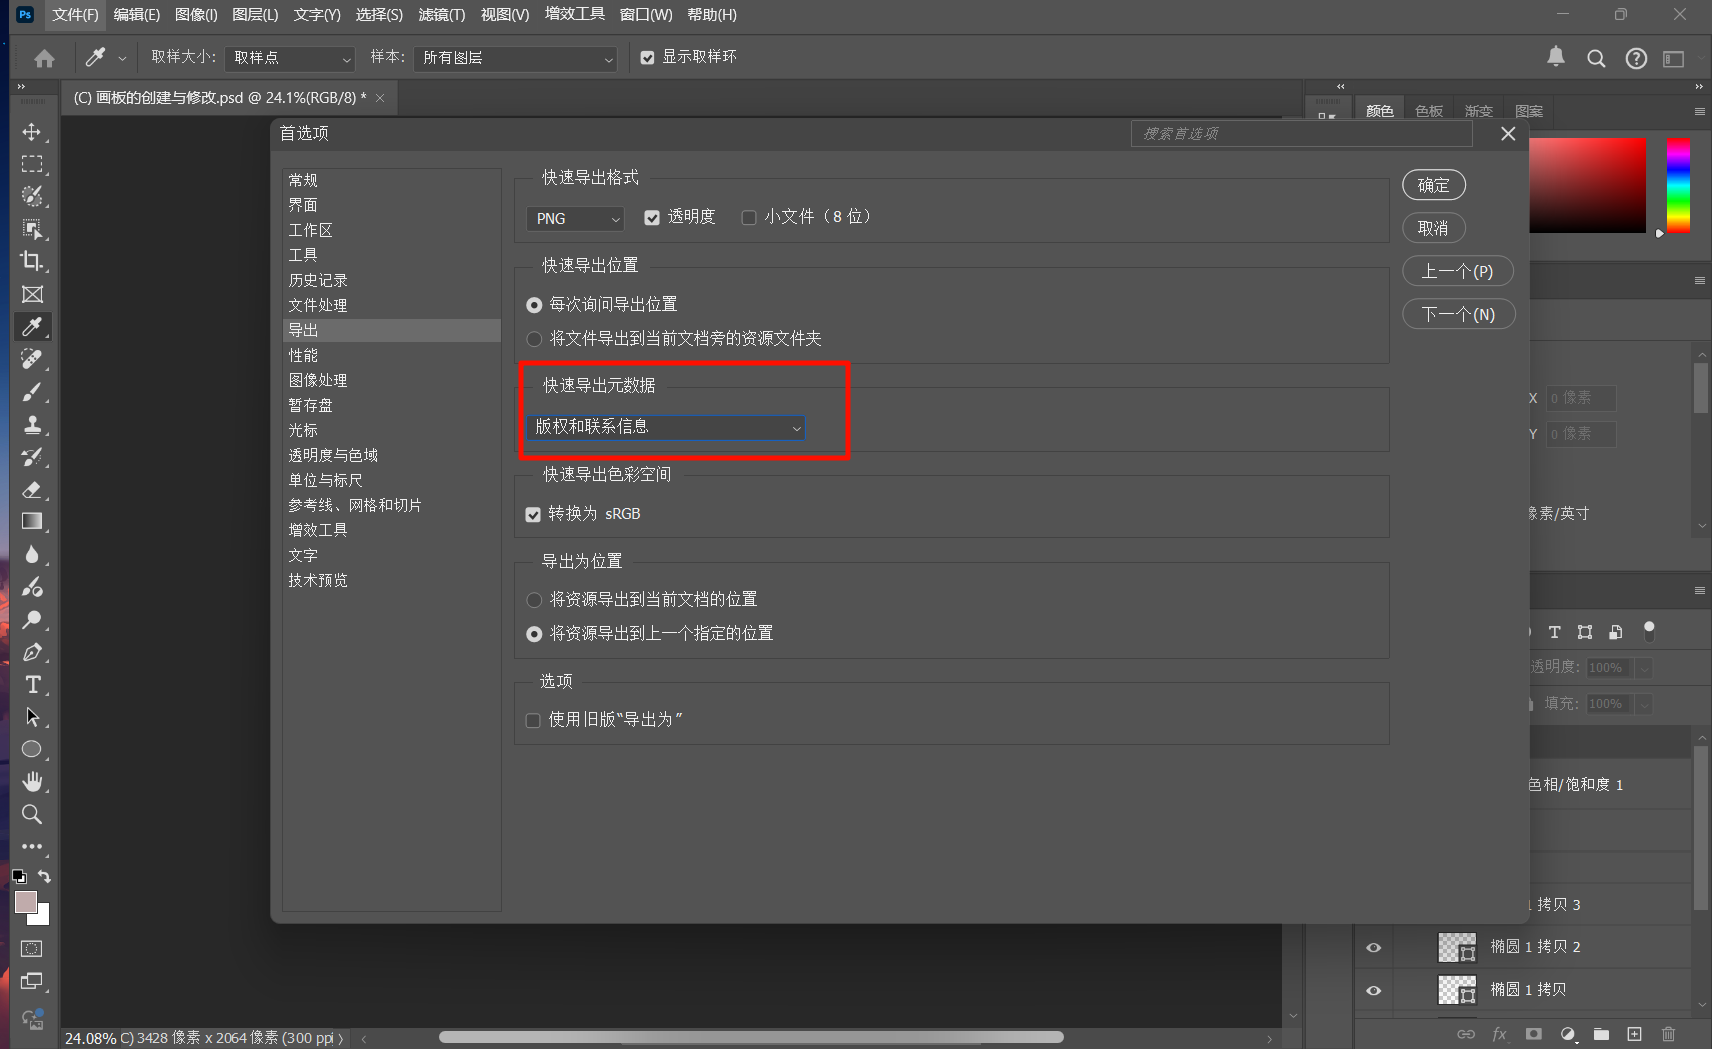 Ps 文件(F) 编辑(E) 图像(I) 图层(L) 文字(Y) 选择(S) 滤镜(T) 视图(V) 增效工具 窗口(W) 帮助(H)
取样大小: 取样点 样本: 所有图层 显示取样环
(C) 画板的创建与修改.psd @ 24.1%(RGB/8) *
颜色 色板 渐变 图案
首选项
搜索首选项
常规
界面
工作区
工具
历史记录
文件处理
导出
性能
图像处理
暂存盘
光标
透明度与色域
单位与标尺
参考线、网格和切片
增效工具
文字
技术预览
快速导出格式
PNG 透明度 小文件（8 位）
快速导出位置
每次询问导出位置
将文件导出到当前文档旁的资源文件夹
快速导出元数据
版权和联系信息
快速导出色彩空间
转换为 sRGB
导出为位置
将资源导出到当前文档的位置
将资源导出到上一个指定的位置
选项
使用旧版“导出为”
确定
取消
上一个(P)
下一个(N)
X 0 像素
Y 0 像素
像素/英寸
透明度: 100%
填充: 100%
色相/饱和度 1
1 拷贝 3
椭圆 1 拷贝 2
椭圆 1 拷贝
fx
24.08% C) 3428 像素 x 2064 像素 (300 ppi)